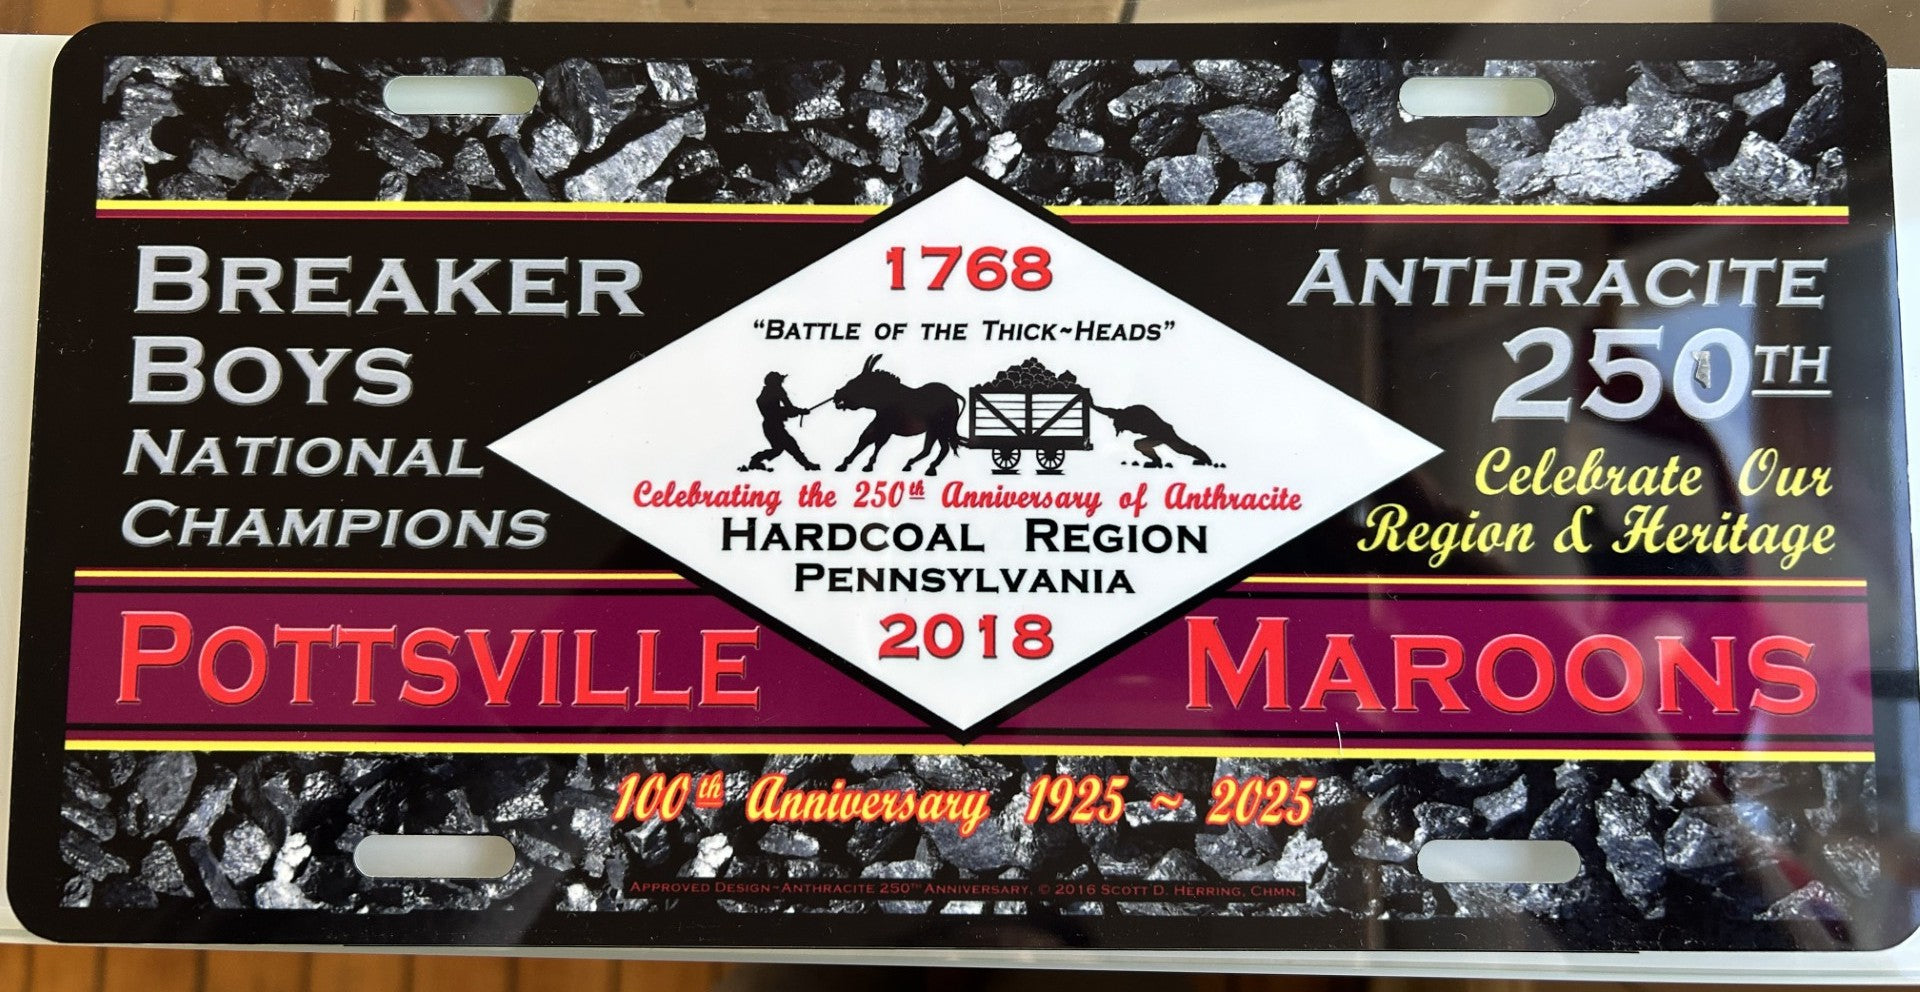 BREAKER
BOYS
NATIONAL
CHAMPIONS
1768
“BATTLE OF THE THICK~HEADS”
Celebrating the 250th Anniversary of Anthracite
HARDCOAL REGION
PENNSYLVANIA
2018
ANTHRACITE
250TH
Celebrate Our
Region & Heritage
POTTSVILLE MAROONS
100th Anniversary 1925 ~ 2025
APPROVED DESIGN~ANTHRACITE 250TH ANNIVERSARY, © 2016 SCOTT D. HERRING, CHMN.